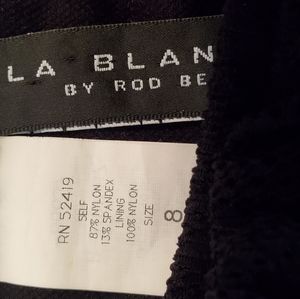 LA BLAN
BY ROD BE
RN 52419
SELF
87% NYLON
13% SPANDEX
LINING
100% NYLON
SIZE
8